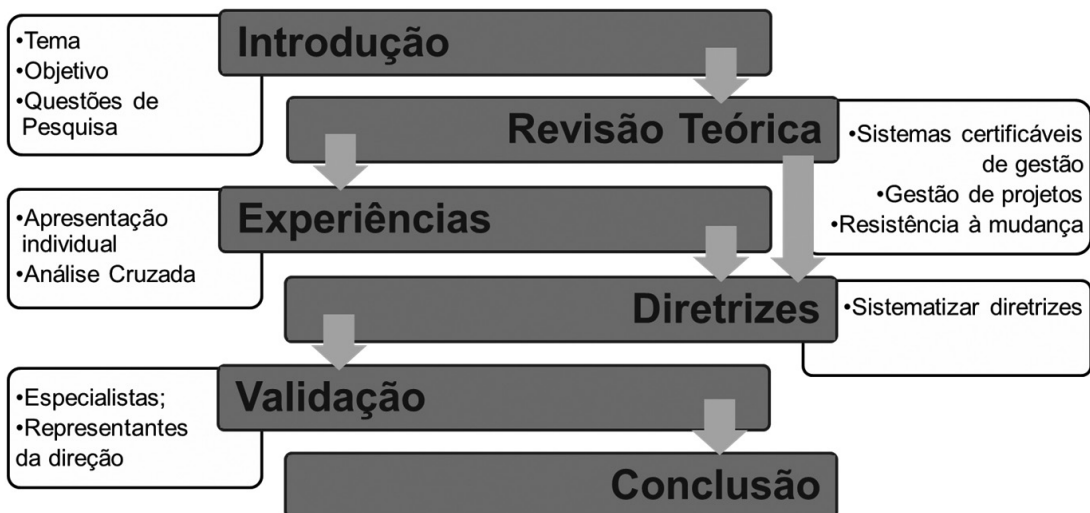 Introdução
•Tema
•Objetivo
•Questões de
Pesquisa
Revisão Teórica
•Sistemas certificáveis
de gestão
•Gestão de projetos
•Resistência à mudança
Experiências
•Apresentação
individual
•Análise Cruzada
Diretrizes
•Sistematizar diretrizes
Validação
•Especialistas;
•Representantes
da direção
Conclusão